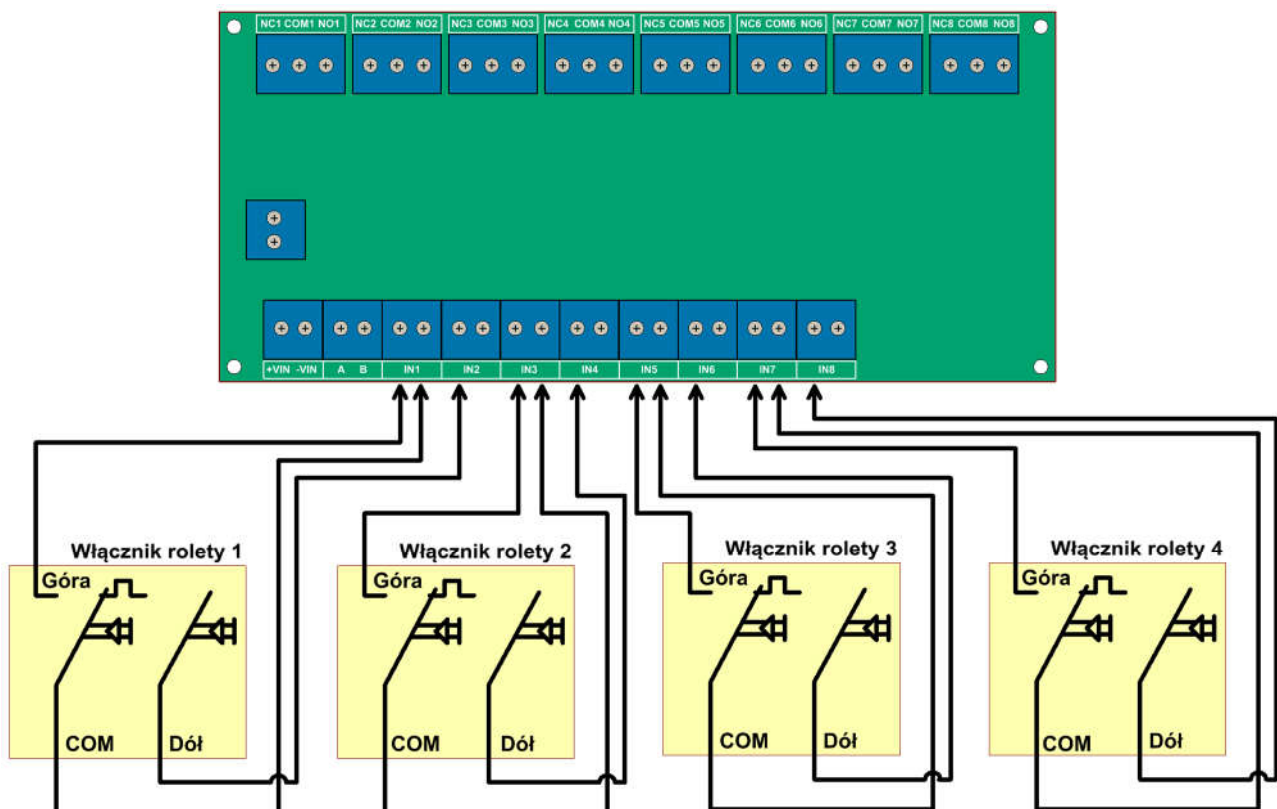 NC1 COM1 NO1 NC2 COM2 NO2 NC3 COM3 NO3 NC4 COM4 NO4 NC5 COM5 NO5 NC6 COM6 NO6 NC7 COM7 NO7 NC8 COM8 NO8
+VIN -VIN A B IN1 IN2 IN3 IN4 IN5 IN6 IN7 IN8
Włącznik rolety 1 Włącznik rolety 2 Włącznik rolety 3 Włącznik rolety 4
Góra Góra Góra Góra
COM Dół COM Dół COM Dół COM Dół